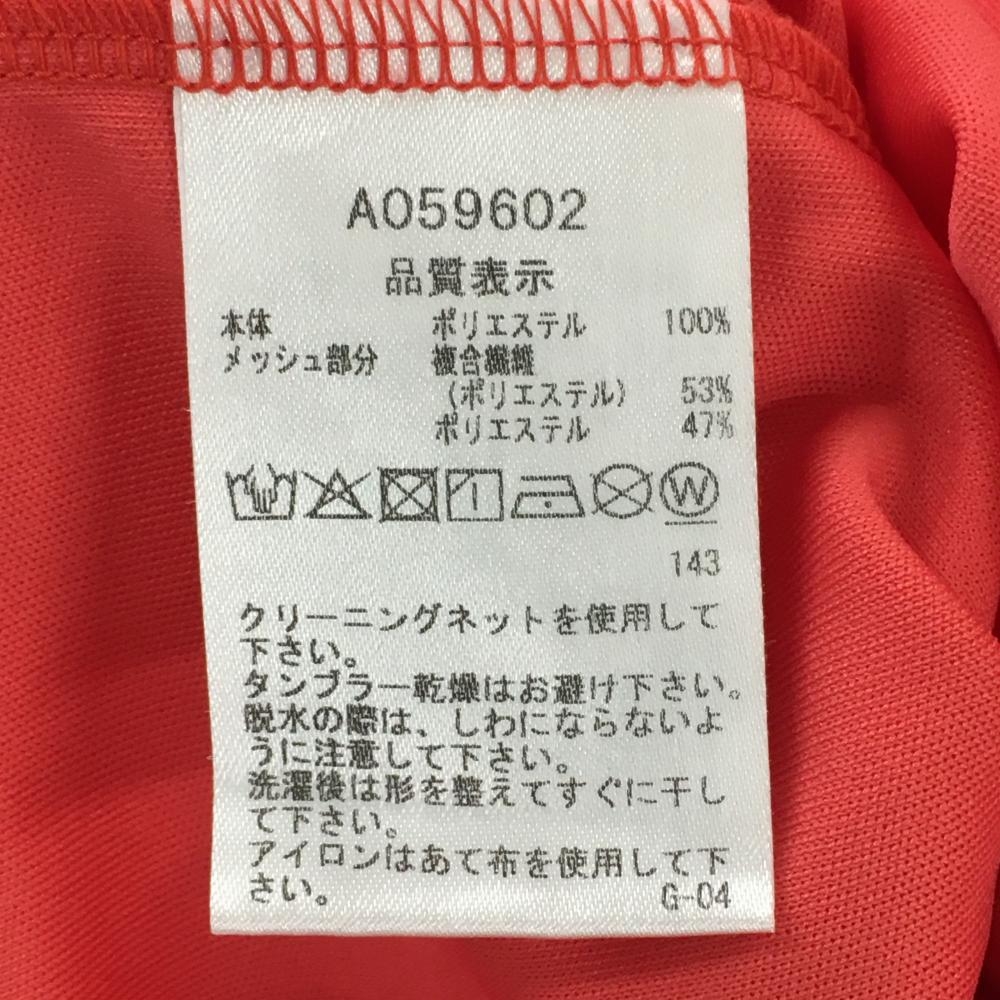 A059602
品質表示
本体 ポリエステル 100%
メッシュ部分 複合繊維
(ポリエステル) 53%
ポリエステル 47%
W
143
クリーニングネットを使用して
下さい。
タンブラー乾燥はお避け下さい。
脱水の際は、しわにならないよ
うに注意して下さい。
洗濯後は形を整えてすぐに干し
て下さい。
アイロンはあて布を使用して下
さい。 G-04